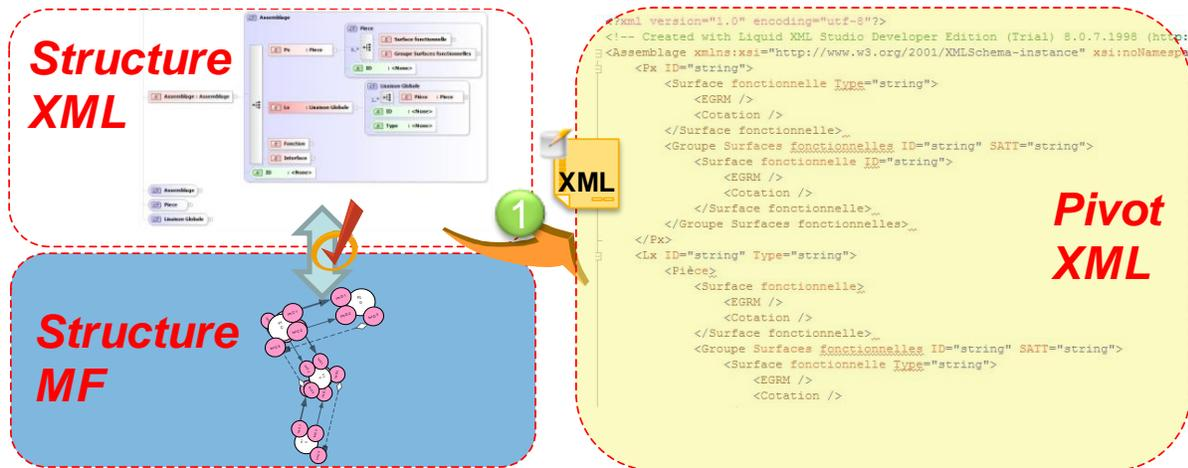 Structure
XML
Assemblage
Pièce
Px : Piece
Surface fonctionnelle
Groupe Surfaces fonctionnelles
ID : <None>
Assemblage : Assemblage
Liaison Globale
Lx : Liaison Globale
Pièce : Piece
ID : <None>
Type : <None>
Fonction
Interface
ID : <None>
Assemblage
Piece
Liaison Globale
Structure
MF
1
XML
<?xml version="1.0" encoding="utf-8"?>
<!-- Created with Liquid XML Studio Developer Edition (Trial) 8.0.7.1998 (http:
<Assemblage xmlns:xsi="http://www.w3.org/2001/XMLSchema-instance" xsi:noNamespa
<Px ID="string">
<Surface fonctionnelle Type="string">
<EGRM />
<Cotation />
</Surface fonctionnelle>
<Groupe Surfaces fonctionnelles ID="string" SATT="string">
<Surface fonctionnelle ID="string">
<EGRM />
<Cotation />
</Surface fonctionnelle>
</Groupe Surfaces fonctionnelles>
</Px>
<Lx ID="string" Type="string">
<Pièce>
<Surface fonctionnelle>
<EGRM />
<Cotation />
</Surface fonctionnelle>
<Groupe Surfaces fonctionnelles ID="string" SATT="string">
<Surface fonctionnelle Type="string">
<EGRM />
<Cotation />
Pivot
XML